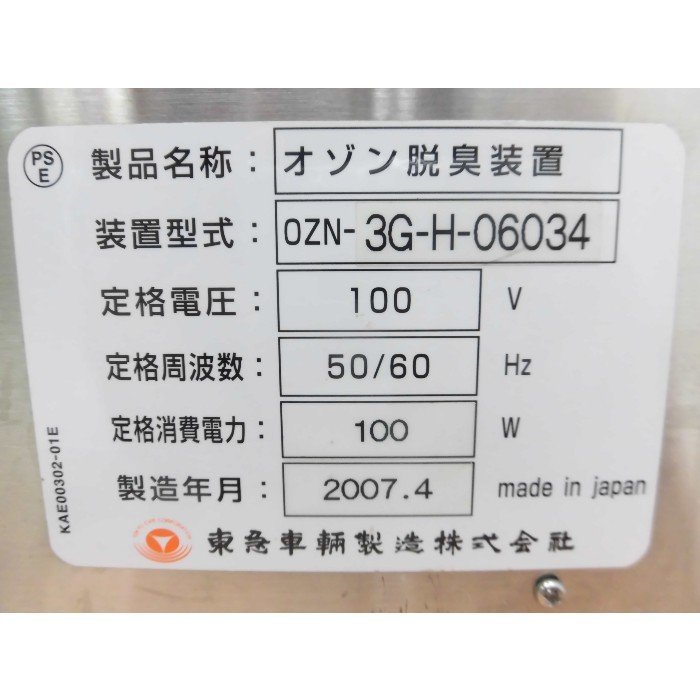 PS
E
製品名称： オゾン脱臭装置
装置型式： OZN-3G-H-06034
定格電圧： 100 V
定格周波数： 50/60 Hz
定格消費電力： 100 W
製造年月： 2007.4 made in japan
東急車輛製造株式会社
KAE00302-01E